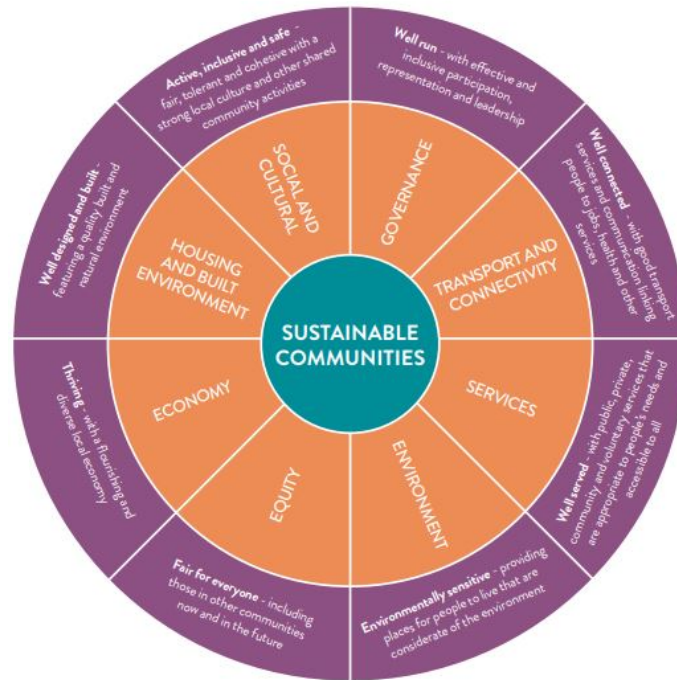 SUSTAINABLE
COMMUNITIES
GOVERNANCE
Well run - with effective and
inclusive participation,
representation and leadership
TRANSPORT AND
CONNECTIVITY
Well connected - with good transport
services and communication linking
people to jobs, health and other
services
SERVICES
Well served - with public, private,
community and voluntary services that
are appropriate to people's needs and
accessible to all
ENVIRONMENT
Environmentally sensitive - providing
places for people to live that are
considerate of the environment
EQUITY
Fair for everyone - including
those in other communities
now and in the future
ECONOMY
Thriving - with a flourishing and
diverse local economy
HOUSING
AND BUILT
ENVIRONMENT
Well designed and built -
featuring a quality built and
natural environment
SOCIAL AND
CULTURAL
Active, inclusive and safe -
fair, tolerant and cohesive with a
strong local culture and other shared
community activities